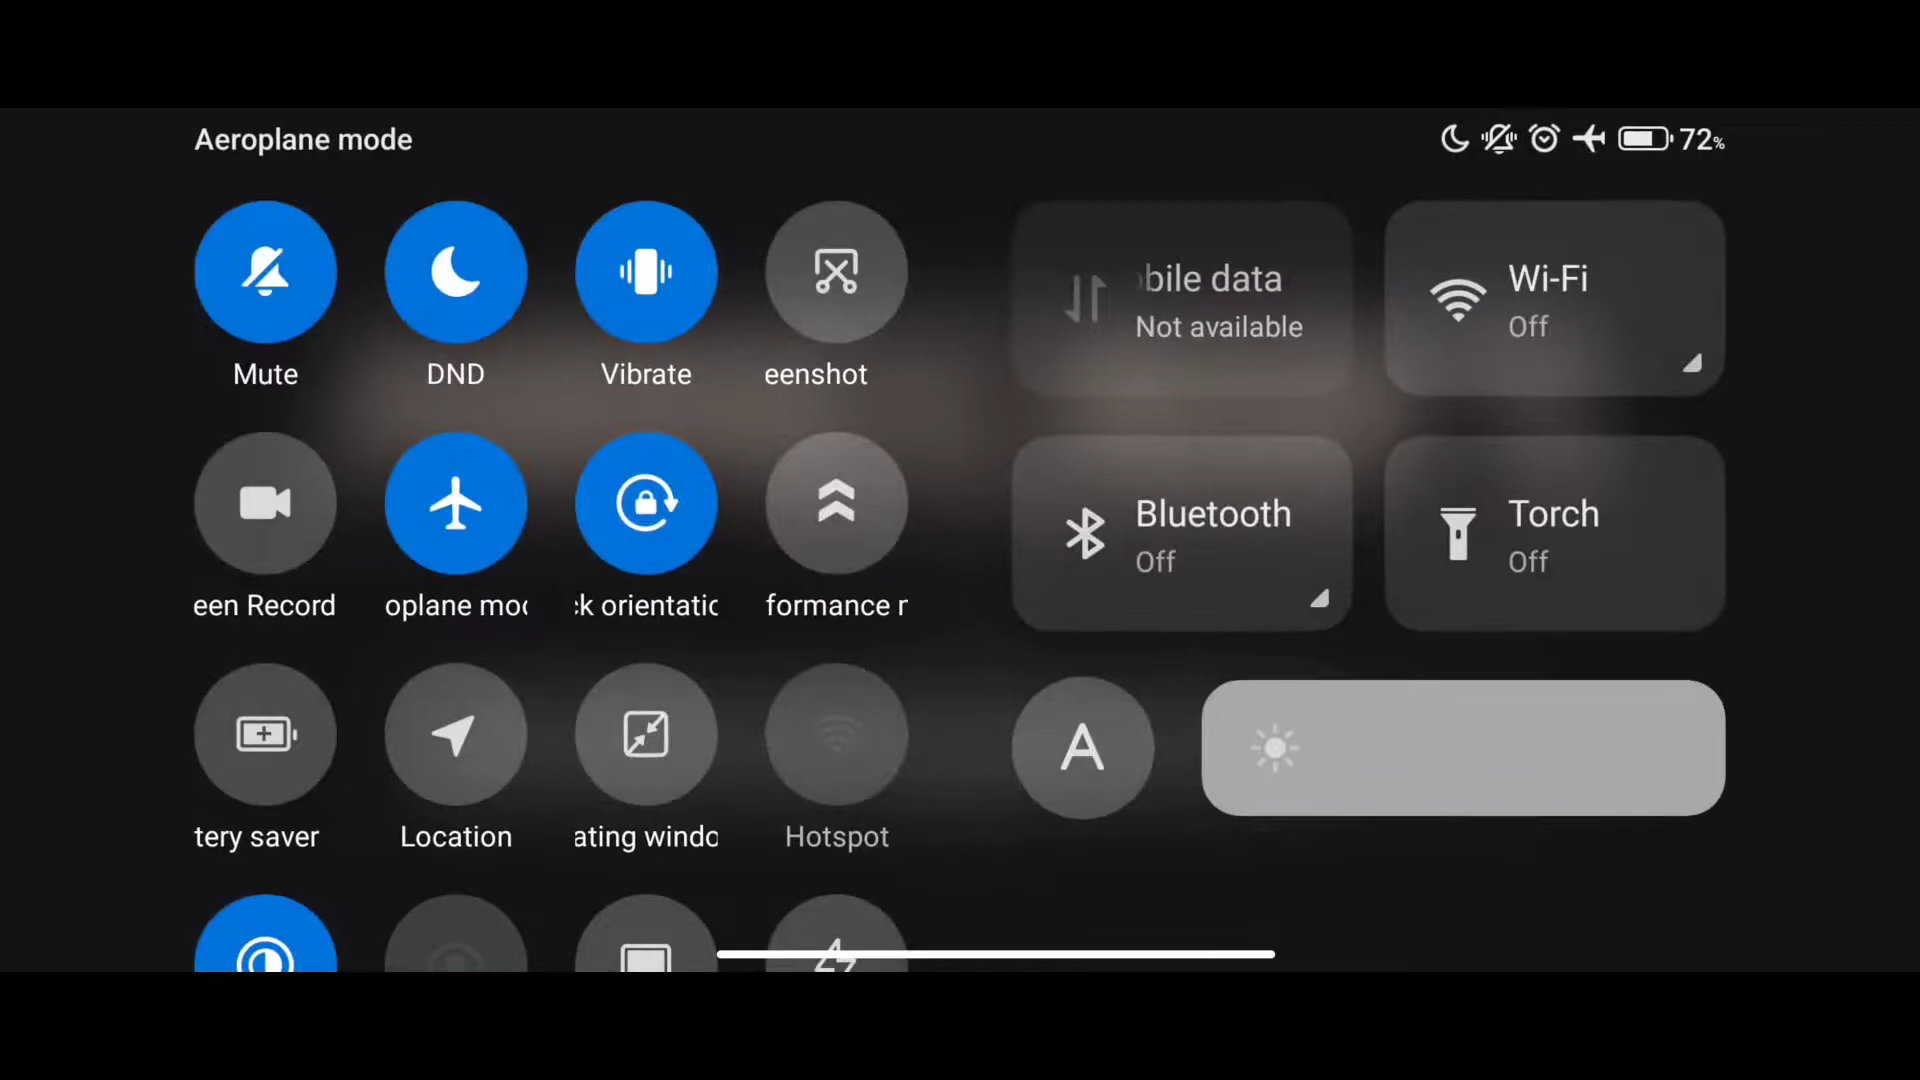 Aeroplane mode
72%
Mute
DND
Vibrate
eenshot
bile data
Not available
Wi-Fi
Off
een Record
oplane mo
k orientatic
formance r
Bluetooth
Off
Torch
Off
tery saver
Location
ating windo
Hotspot
A